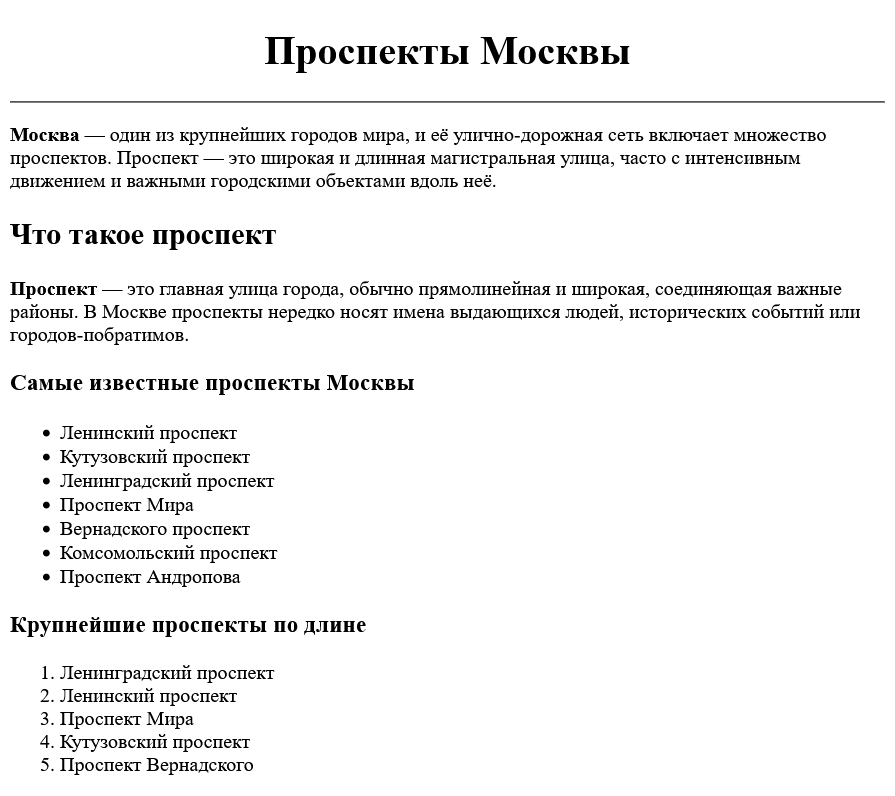 Проспекты Москвы
Москва — один из крупнейших городов мира, и её улично-дорожная сеть включает множество
проспектов. Проспект — это широкая и длинная магистральная улица, часто с интенсивным
движением и важными городскими объектами вдоль неё.
Что такое проспект
Проспект — это главная улица города, обычно прямолинейная и широкая, соединяющая важные
районы. В Москве проспекты нередко носят имена выдающихся людей, исторических событий или
городов-побратимов.
Самые известные проспекты Москвы
• Ленинский проспект
• Кутузовский проспект
• Ленинградский проспект
• Проспект Мира
• Вернадского проспект
• Комсомольский проспект
• Проспект Андропова
Крупнейшие проспекты по длине
1. Ленинградский проспект
2. Ленинский проспект
3. Проспект Мира
4. Кутузовский проспект
5. Проспект Вернадского